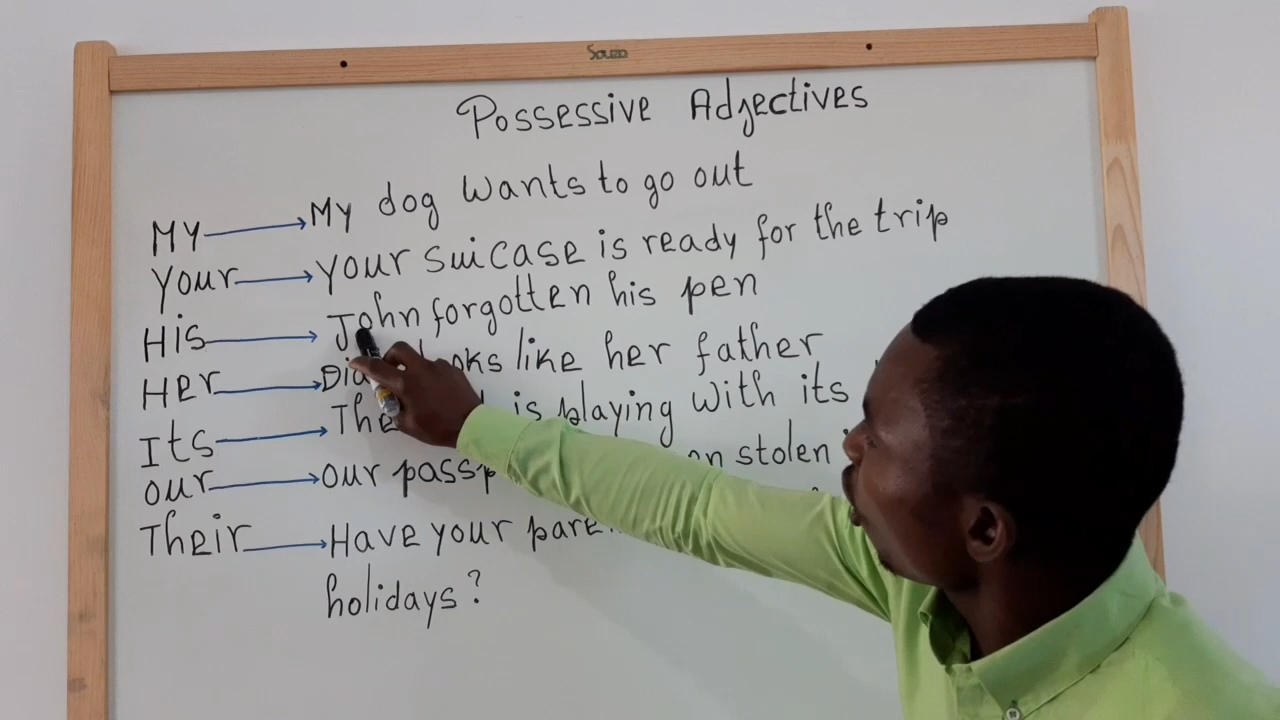 Souza
Possessive Adjectives
My → My dog wants to go out
Your → Your suicase is ready for the trip
His → John forgotten his pen
Her → looks like her father
Its → The is playing with its
Our → Our stolen
Their → Have your
holidays?